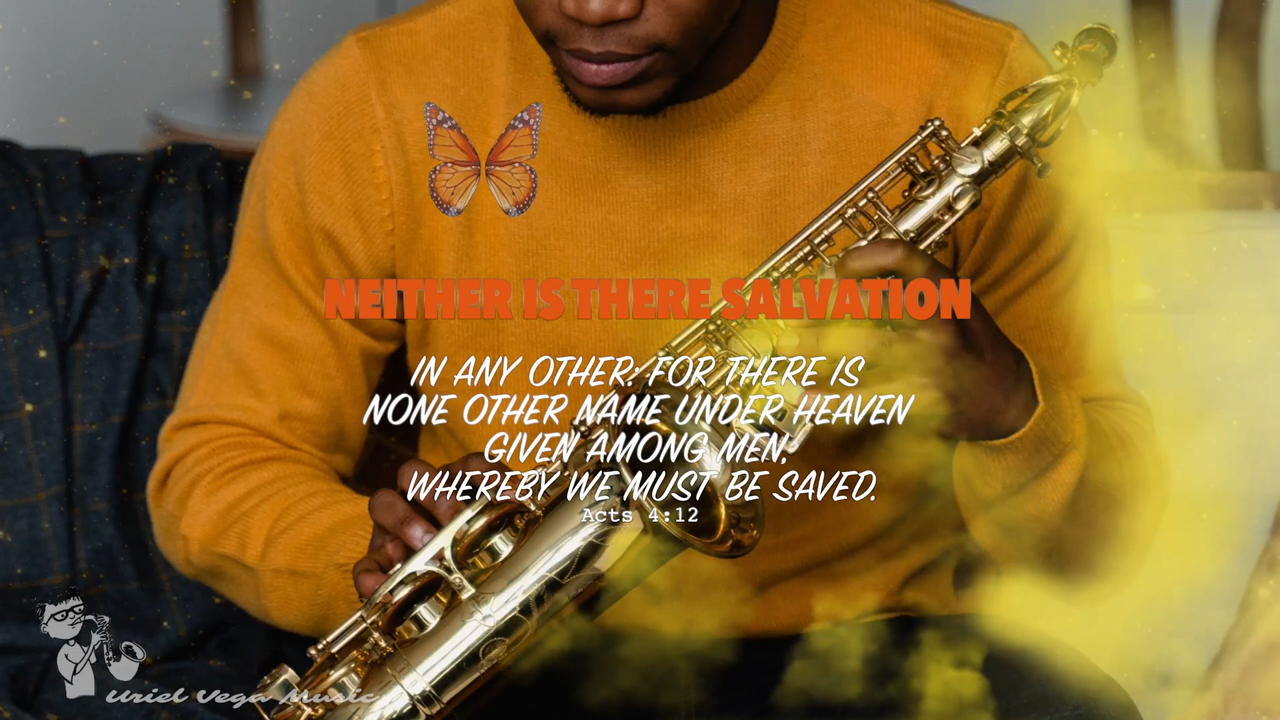 NEITHER IS THERE SALVATION
IN ANY OTHER: FOR THERE IS
NONE OTHER NAME UNDER HEAVEN
GIVEN AMONG MEN,
WHEREBY WE MUST BE SAVED.
Acts 4:12
Uriel Vega Music